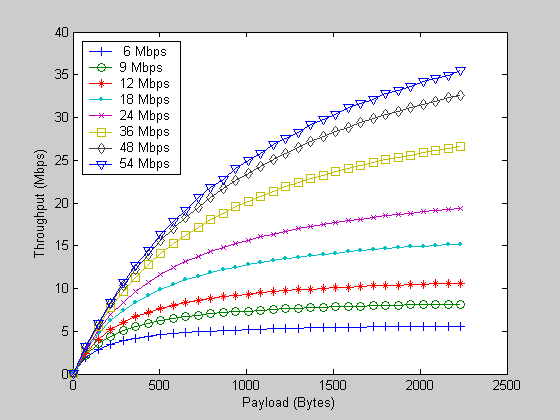 40
35
30
25
20
15
10
5
0
Throughput (Mbps)
6 Mbps
9 Mbps
12 Mbps
18 Mbps
24 Mbps
36 Mbps
48 Mbps
54 Mbps
0 500 1000 1500 2000 2500
Payload (Bytes)